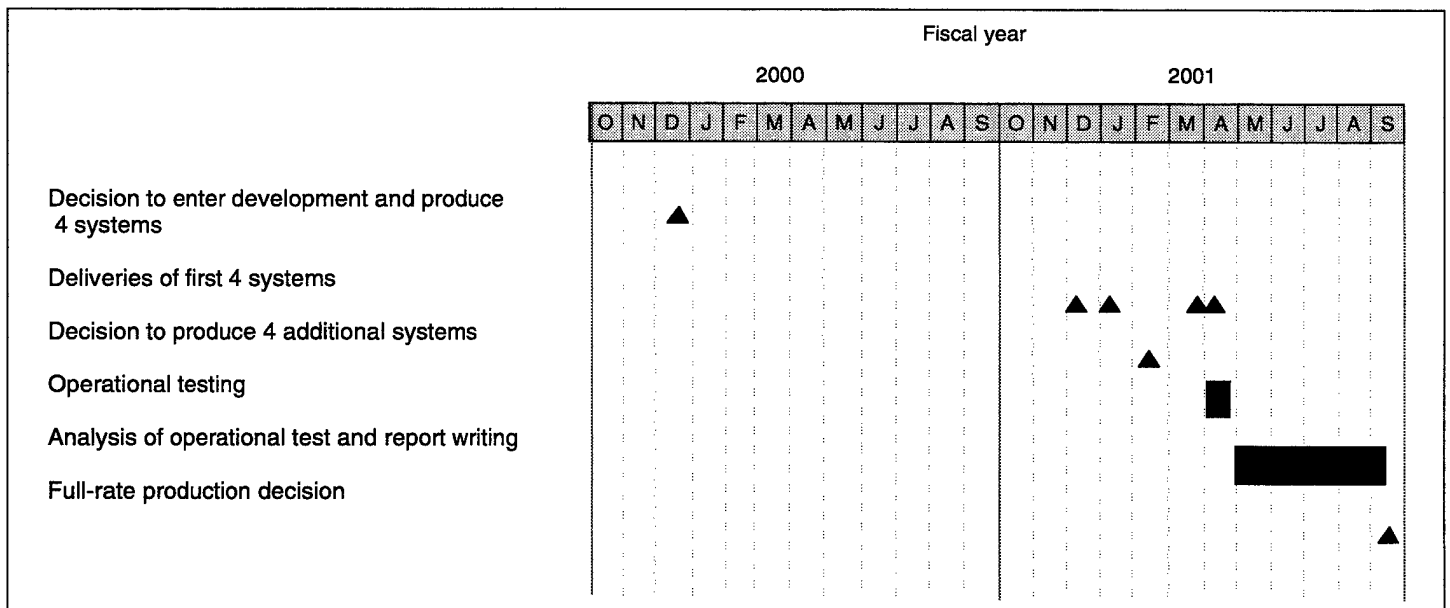 Fiscal year
2000 2001
O N D J F M A M J J A S O N D J F M A M J J A S
Decision to enter development and produce
4 systems
Deliveries of first 4 systems
Decision to produce 4 additional systems
Operational testing
Analysis of operational test and report writing
Full-rate production decision